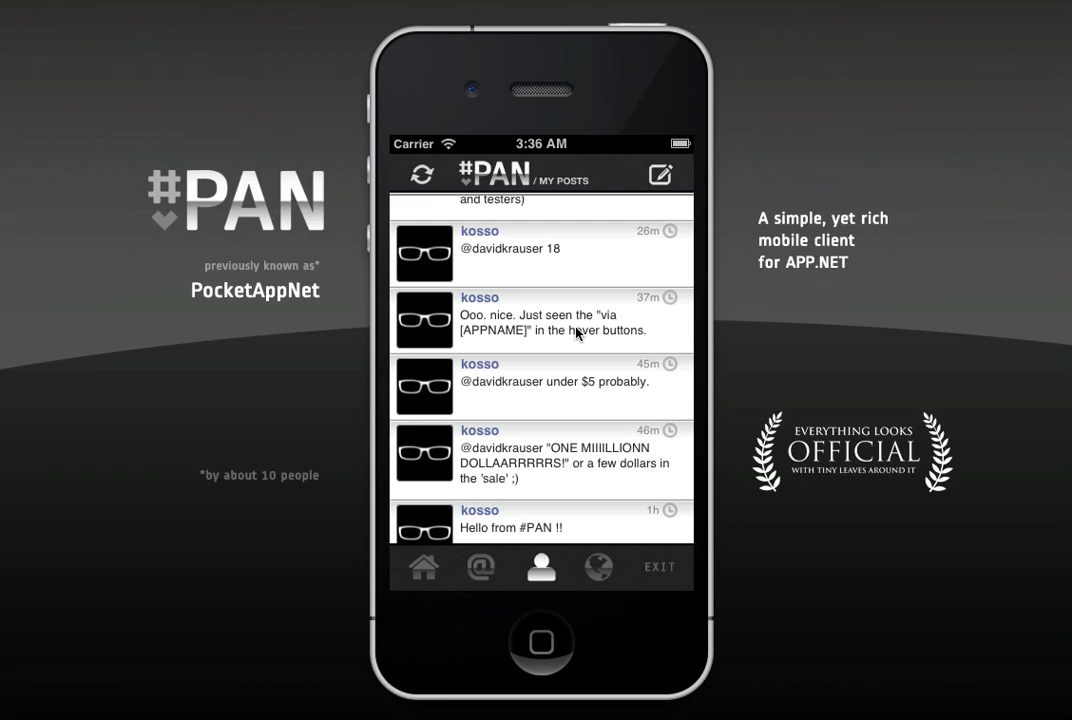 #PAN
previously known as*
PocketAppNet
*by about 10 people
Carrier
3:36 AM
#PAN / MY POSTS
and testers)
kosso
26m
@davidkrauser 18
kosso
37m
Ooo. nice. Just seen the "via
[APPNAME]" in the hover buttons.
kosso
45m
@davidkrauser under $5 probably.
kosso
46m
@davidkrauser "ONE MIIIILLIONN
DOLLAARRRRRS!" or a few dollars in
the 'sale' ;)
kosso
1h
Hello from #PAN !!
@
EXIT
A simple, yet rich
mobile client
for APP.NET
EVERYTHING LOOKS
OFFICIAL
WITH TINY LEAVES AROUND IT